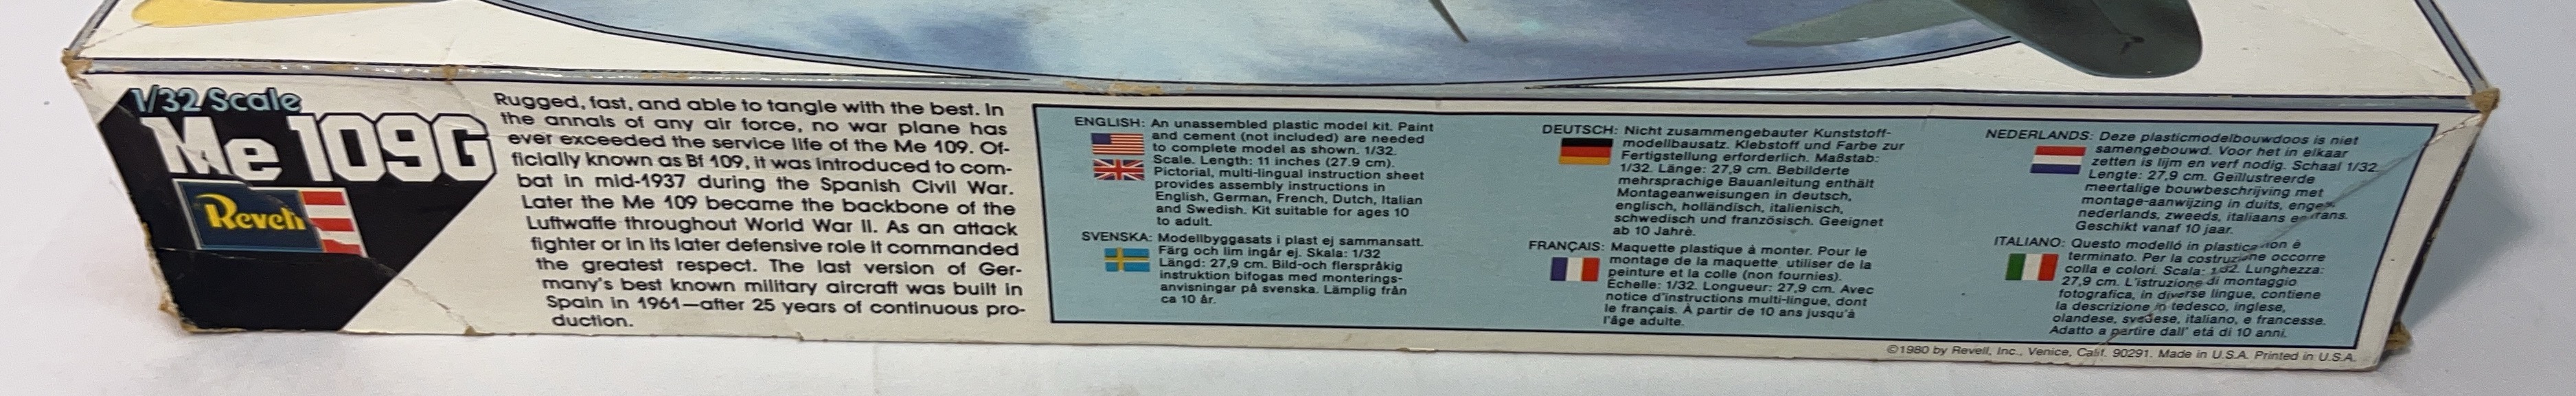 1/32 Scale
Me 109G
Revell
Rugged, fast, and able to tangle with the best. In
the annals of any air force, no war plane has
ever exceeded the service life of the Me 109. Of-
ficially known as Bf 109, it was introduced to com-
bat in mid-1937 during the Spanish Civil War.
Later the Me 109 became the backbone of the
Luftwaffe throughout World War II. As an attack
fighter or in its later defensive role it commanded
the greatest respect. The last version of Ger-
many's best known military aircraft was built in
Spain in 1961—after 25 years of continuous pro-
duction.
ENGLISH: An unassembled plastic model kit. Paint
and cement (not included) are needed
to complete model as shown. 1/32
Scale. Length: 11 inches (27.9 cm).
Pictorial, multi-lingual instruction sheet
provides assembly instructions in
English, German, French, Dutch, Italian
and Swedish. Kit suitable for ages 10
to adult.
SVENSKA: Modellbyggasats i plast ej sammansatt.
Färg och lim ingår ej. Skala: 1/32
Längd: 27,9 cm. Bild-och flerspråkig
instruktion bifogas med monterings-
anvisningar på svenska. Lämplig från
ca 10 år.
DEUTSCH: Nicht zusammengebauter Kunststoff-
modellbausatz. Klebstoff und Farbe zur
Fertigstellung erforderlich. Maßstab:
1/32. Länge: 27,9 cm. Bebilderte
mehrsprachige Bauanleitung enthält
Montageanweisungen in deutsch,
englisch, holländisch, italienisch,
schwedisch und französisch. Geeignet
ab 10 Jahre.
FRANÇAIS: Maquette plastique à monter. Pour le
montage de la maquette utiliser de la
peinture et la colle (non fournies).
Echelle: 1/32. Longueur: 27,9 cm. Avec
notice d'instructions multi-lingue, dont
le français. À partir de 10 ans jusqu'à
l'âge adulte.
NEDERLANDS: Deze plasticmodelbouwdoos is niet
samengebouwd. Voor het in elkaar
zetten is lijm en verf nodig. Schaal 1/32.
Lengte: 27,9 cm. Geïllustreerde
meertalige bouwbeschrijving met
montage-aanwijzing in duits, engels,
nederlands, zweeds, italiaans en frans.
Geschikt vanaf 10 jaar.
ITALIANO: Questo modelló in plastica non è
terminato. Per la costruzione occorre
colla e colori. Scala: 1/32. Lunghezza:
27,9 cm. L'istruzione di montaggio
fotografica, in diverse lingue, contiene
la descrizione in tedesco, inglese,
olandese, svedese, italiano, e francesse.
Adatto a partire dall' etá di 10 anni.
©1980 by Revell, Inc., Venice, Calif. 90291. Made in U.S.A. Printed in U.S.A.